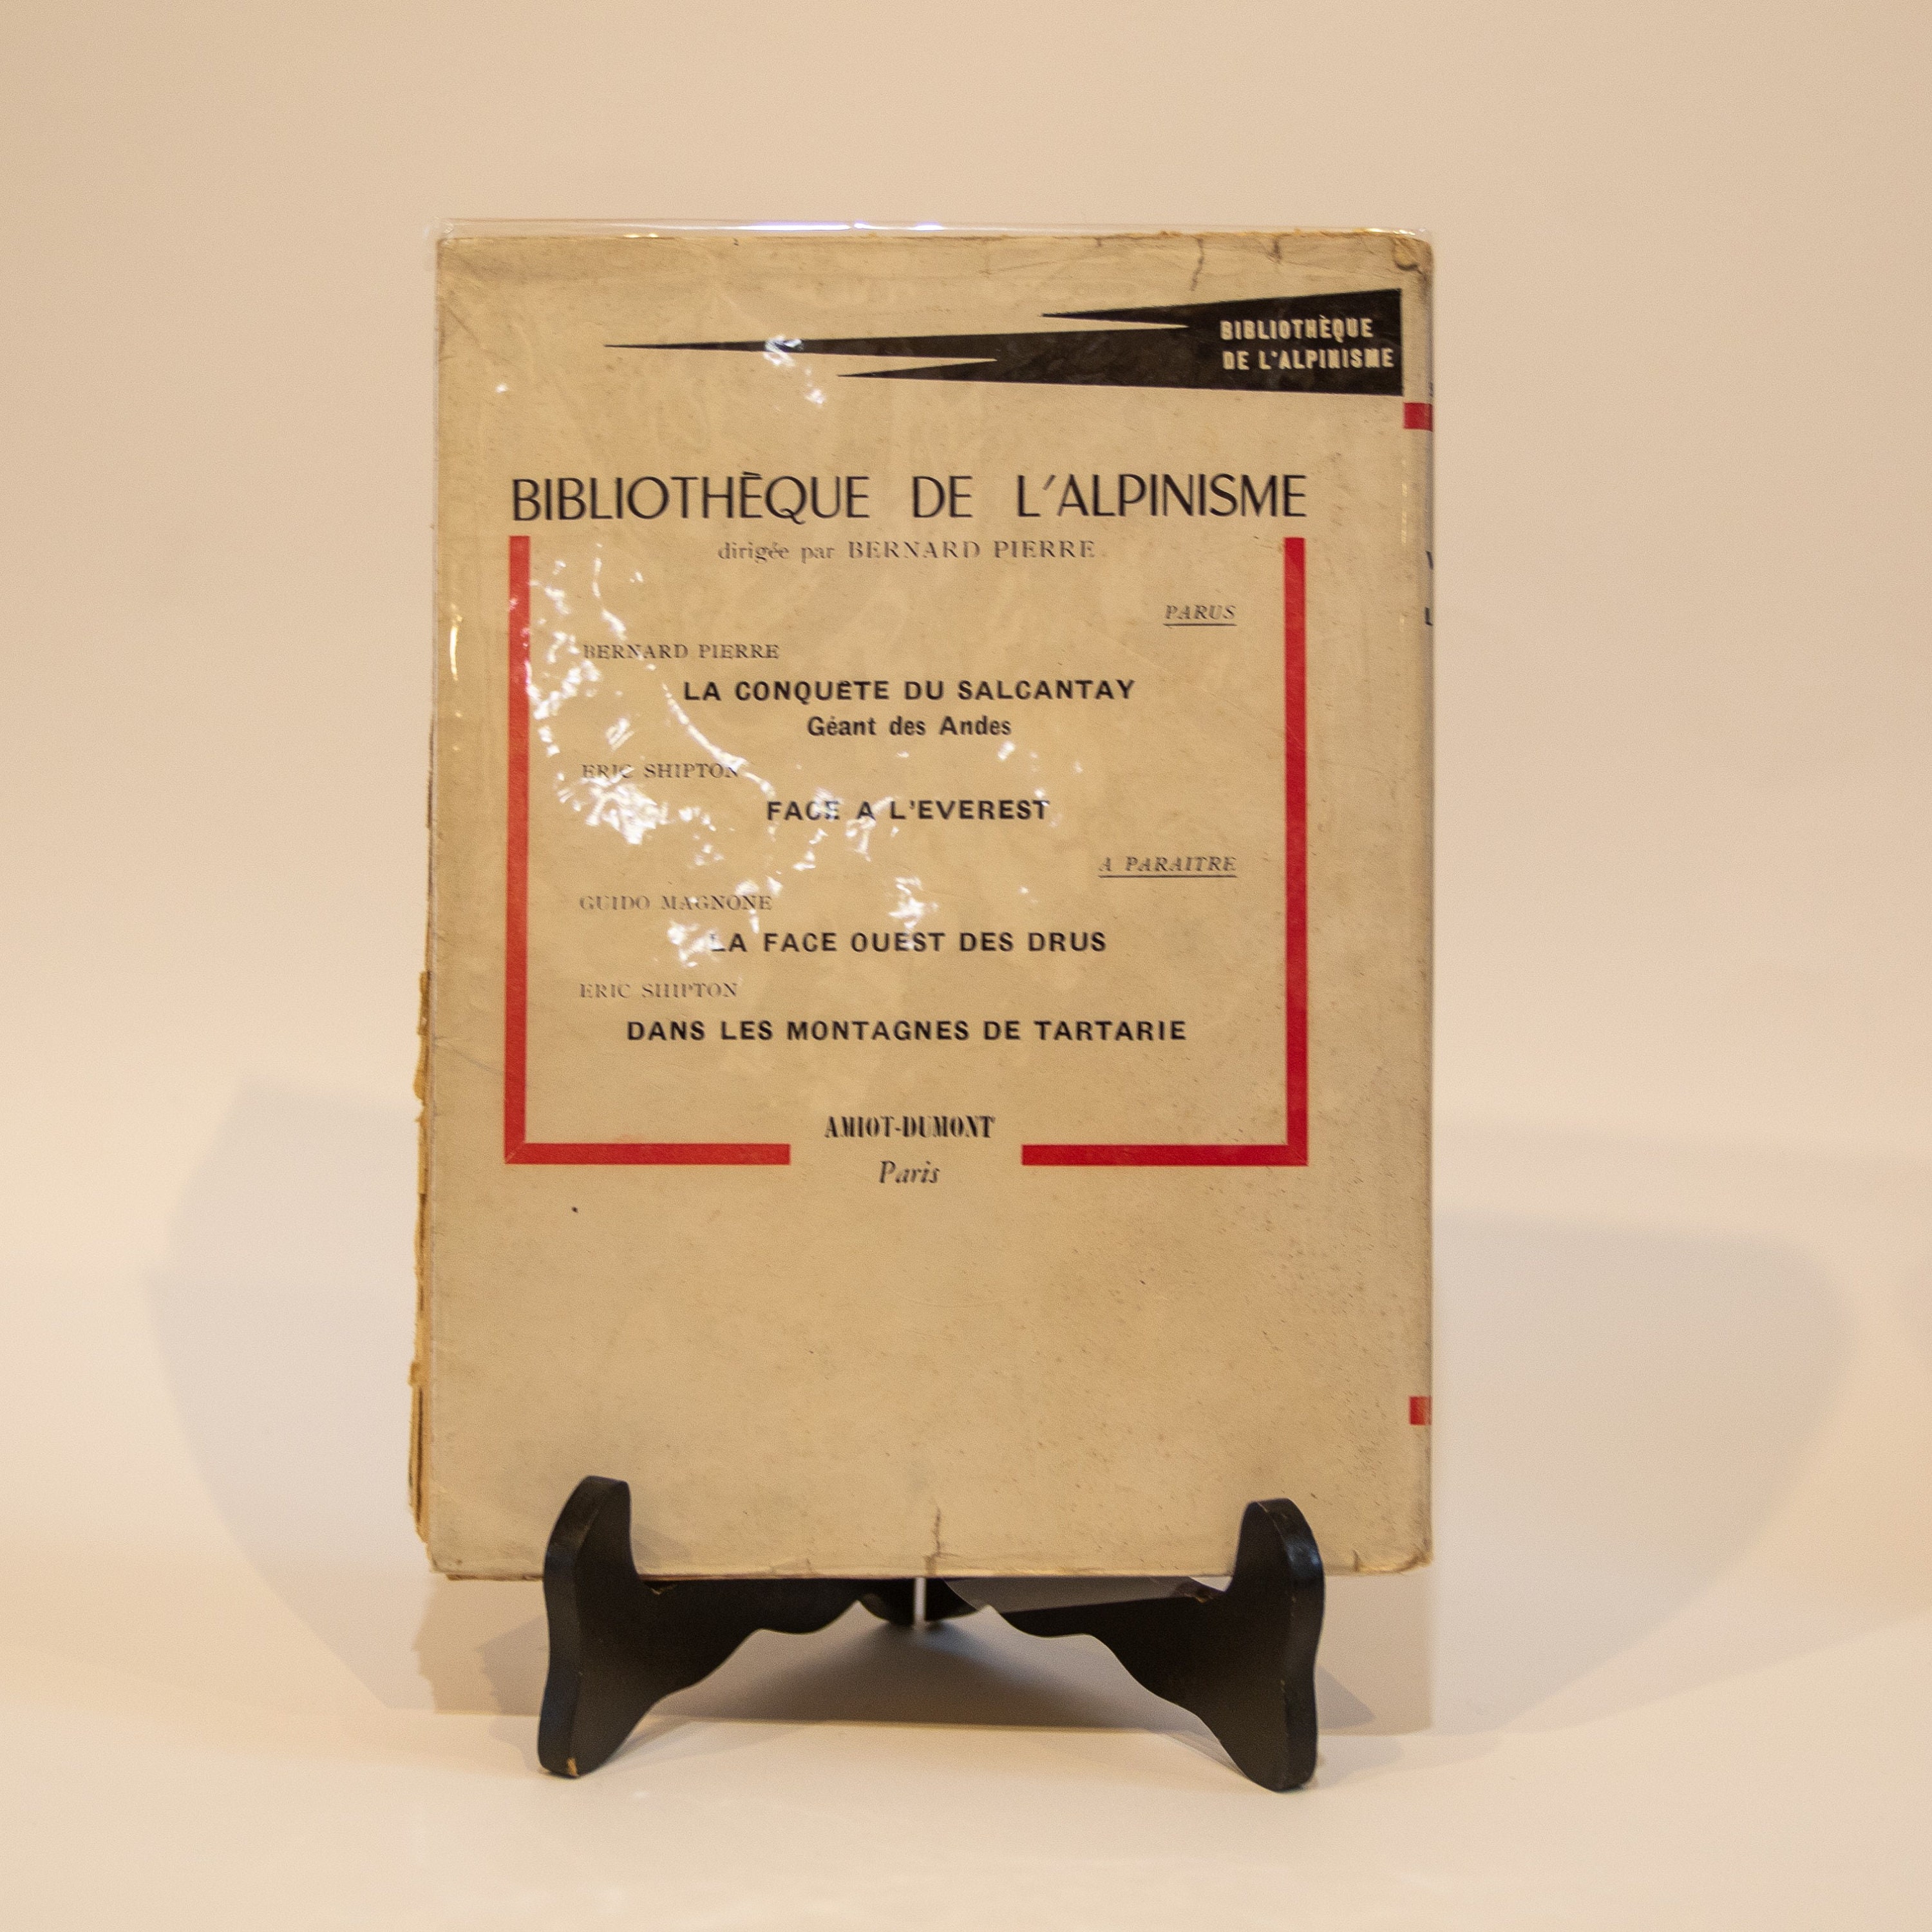 BIBLIOTHÈQUE
DE L'ALPINISME
BIBLIOTHÈQUE DE L'ALPINISME
dirigée par BERNARD PIERRE
PARUS
BERNARD PIERRE
LA CONQUÊTE DU SALCANTAY
Géant des Andes
ERIC SHIPTON
FACE A L'EVEREST
A PARAITRE
GUIDO MAGNONE
LA FACE OUEST DES DRUS
ERIC SHIPTON
DANS LES MONTAGNES DE TARTARIE
AMIOT-DUMONT
Paris